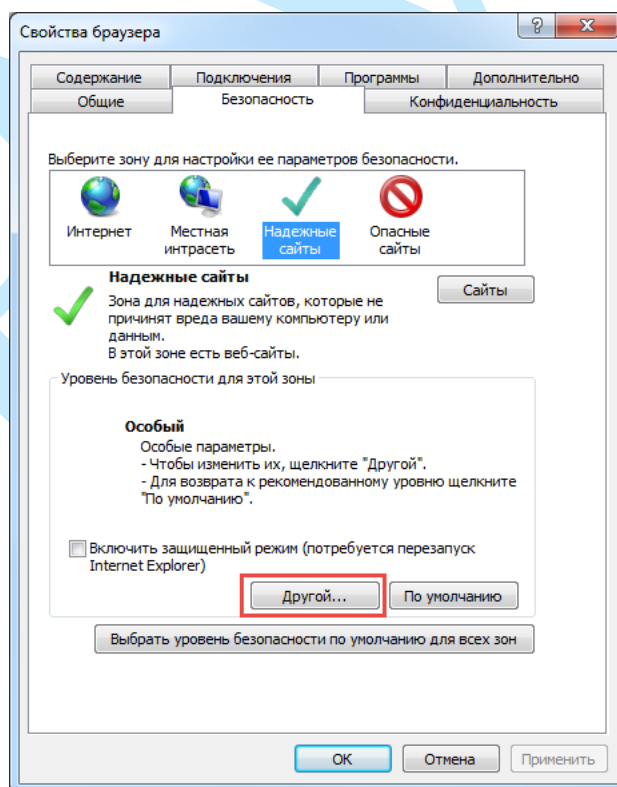 Свойства браузера
Содержание Подключения Программы Дополнительно
Общие Безопасность Конфиденциальность
Выберите зону для настройки ее параметров безопасности.
Интернет Местная Надежные Опасные
интрасеть сайты сайты
Надежные сайты
Сайты
Зона для надежных сайтов, которые не
причинят вреда вашему компьютеру или
данным.
В этой зоне есть веб-сайты.
Уровень безопасности для этой зоны
Особый
Особые параметры.
- Чтобы изменить их, щелкните "Другой".
- Для возврата к рекомендованному уровню щелкните
"По умолчанию".
Включить защищенный режим (потребуется перезапуск
Internet Explorer)
Другой... По умолчанию
Выбрать уровень безопасности по умолчанию для всех зон
ОК Отмена Применить